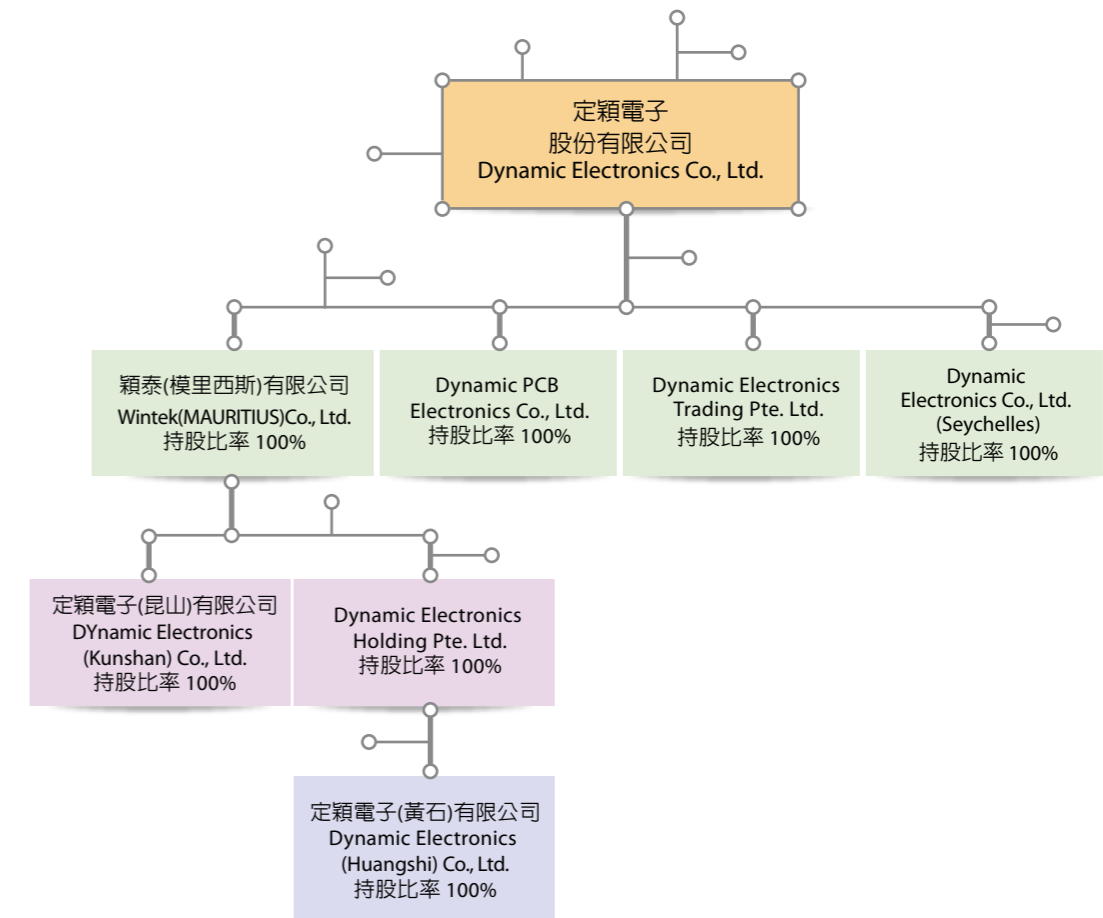 定穎電子
股份有限公司
Dynamic Electronics Co., Ltd.
穎泰(模里西斯)有限公司
Wintek(MAURITIUS)Co., Ltd.
持股比率 100%
Dynamic PCB
Electronics Co., Ltd.
持股比率 100%
Dynamic Electronics
Trading Pte. Ltd.
持股比率 100%
Dynamic
Electronics Co., Ltd.
(Seychelles)
持股比率 100%
定穎電子(昆山)有限公司
DYnamic Electronics
(Kunshan) Co., Ltd.
持股比率 100%
Dynamic Electronics
Holding Pte. Ltd.
持股比率 100%
定穎電子(黃石)有限公司
Dynamic Electronics
(Huangshi) Co., Ltd.
持股比率 100%